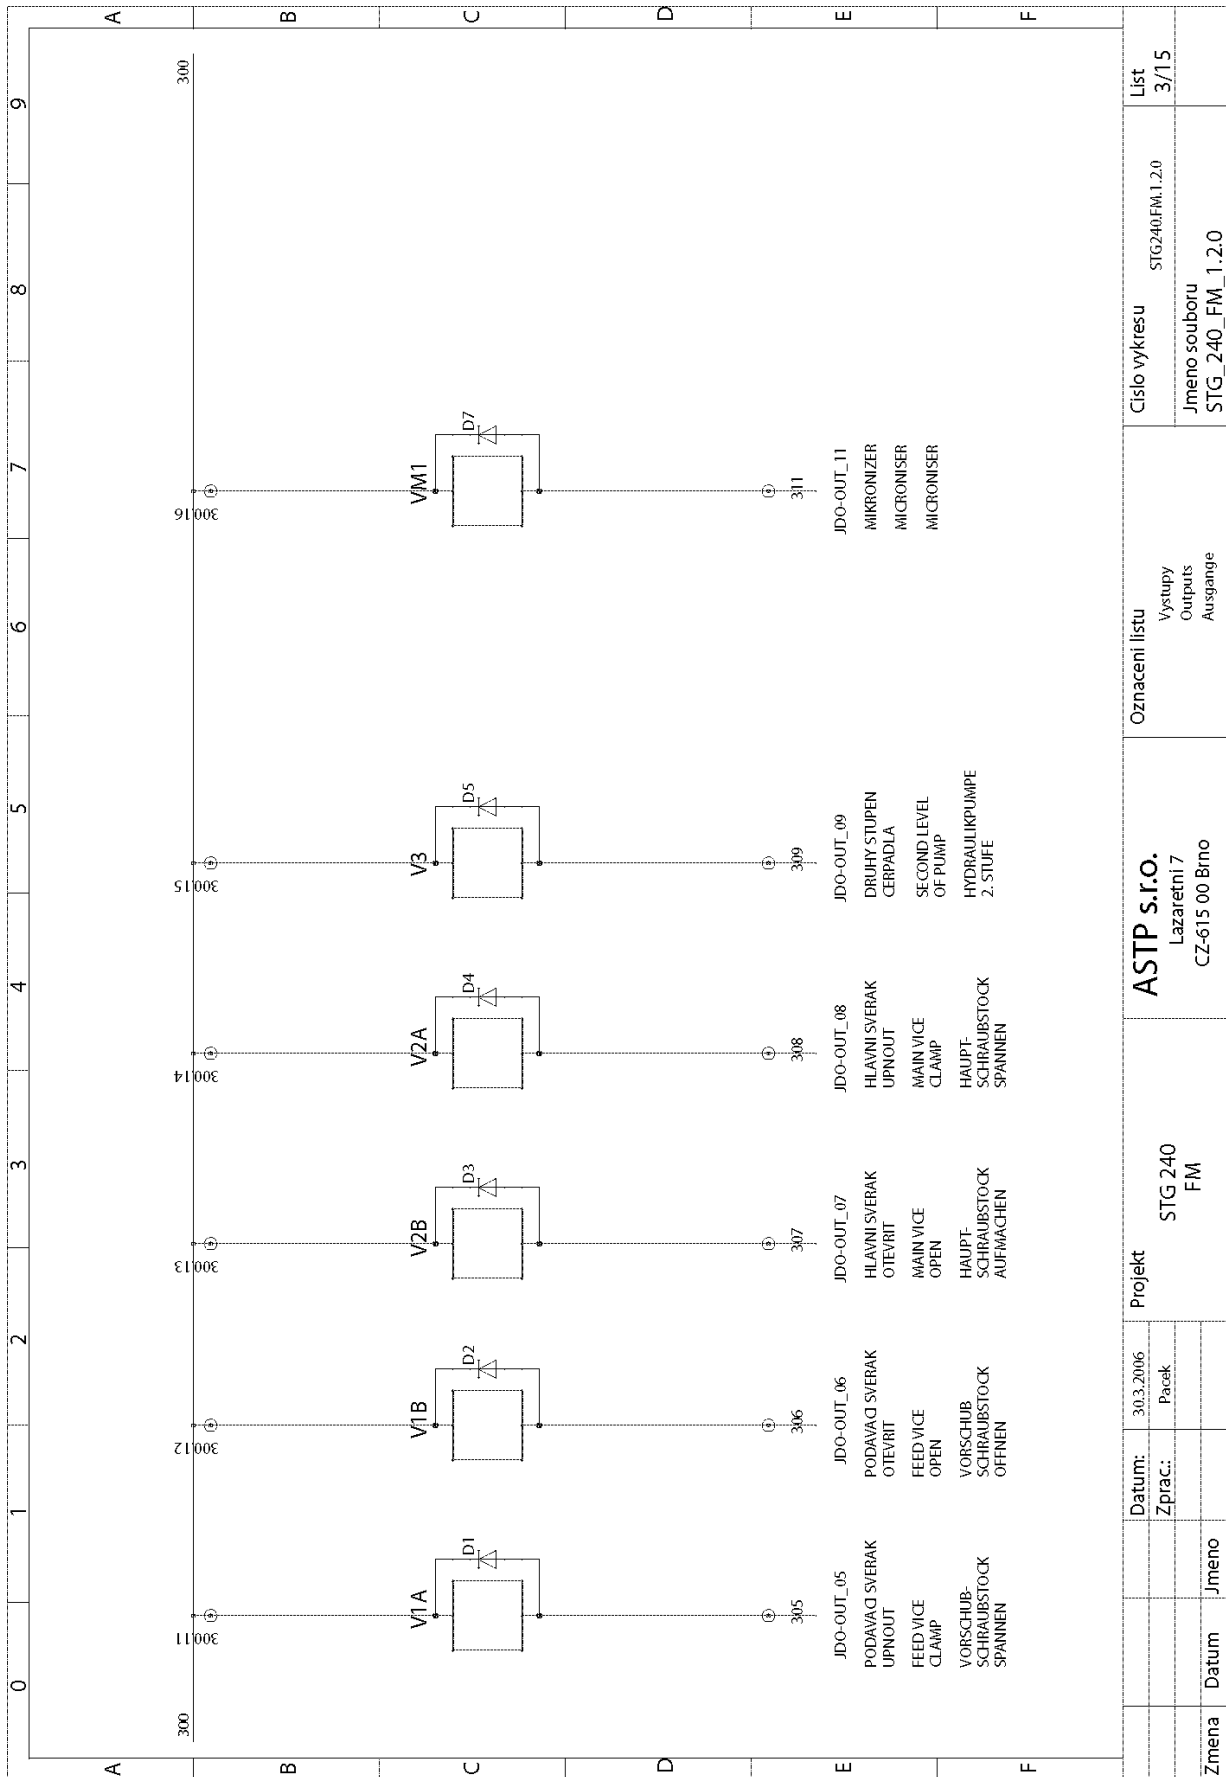 0 1 2 3 4 5 6 7 8 9
A A
300 300
300.11 300.12 300.13 300.14 300.15 300.16
B B
V1A V1B V2B V2A V3 VM1
C C
D1 D2 D3 D4 D5 D7
D D
305 306 307 308 309 311
E E
JDO-OUT_05
PODAVACI SVERAK
UPNOUT
FEED VICE
CLAMP
VORSCHUB-
SCHRAUBSTOCK
SPANNEN
JDO-OUT_06
PODAVACI SVERAK
OTEVRIT
FEED VICE
OPEN
VORSCHUB
SCHRAUBSTOCK
OFFNEN
JDO-OUT_07
HLAVNI SVERAK
OTEVRIT
MAIN VICE
OPEN
HAUPT-
SCHRAUBSTOCK
AUFMACHEN
JDO-OUT_08
HLAVNI SVERAK
UPNOUT
MAIN VICE
CLAMP
HAUPT-
SCHRAUBSTOCK
SPANNEN
JDO-OUT_09
DRUHY STUPEN
CERPADLA
SECOND LEVEL
OF PUMP
HYDRAULIKPUMPE
2. STUFE
JDO-OUT_11
MIKRONIZER
MICRONISER
MICRONISER
F F
Zmena Datum Jmeno
Datum: 30.3.2006
Zprac.: Pacek
Projekt
STG 240
FM
ASTP s.r.o.
Lazaretni 7
CZ-615 00 Brno
Oznaceni listu
Vystupy
Outputs
Ausgange
Cislo vykresu
STG240.FM.1.2.0
Jmeno souboru
STG_240_FM_1.2.0
List
3/15